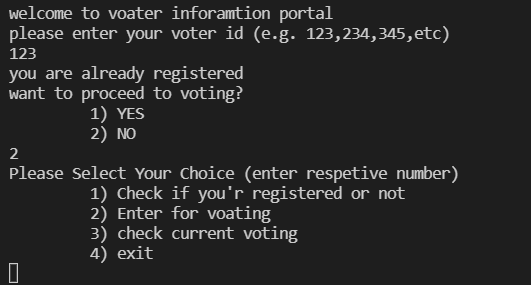 welcome to voater inforamtion portal
please enter your voter id (e.g. 123,234,345,etc)
123
you are already registered
want to proceed to voting?
1) YES
2) NO
2
Please Select Your Choice (enter respetive number)
1) Check if you'r registered or not
2) Enter for voating
3) check current voting
4) exit